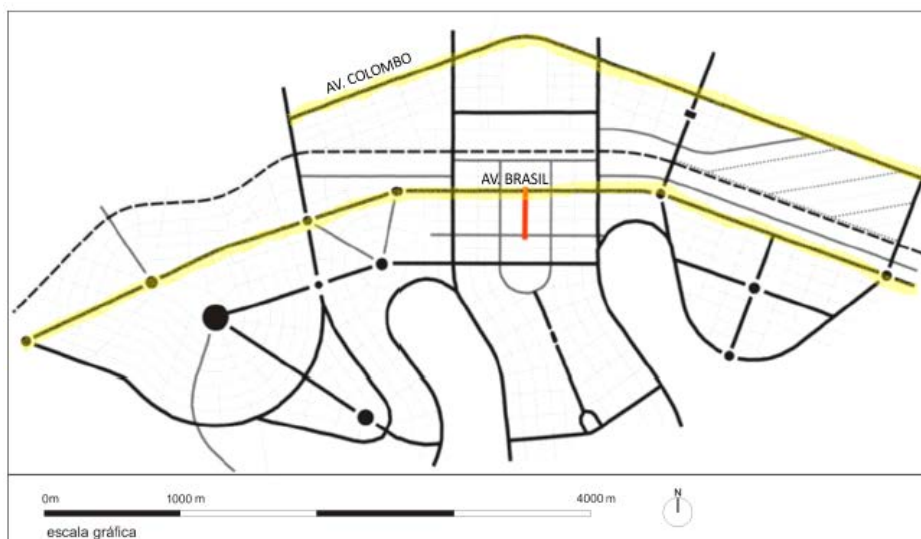 AV. COLOMBO
AV. BRASIL
0m 1000 m 4000 m N
escala gráfica